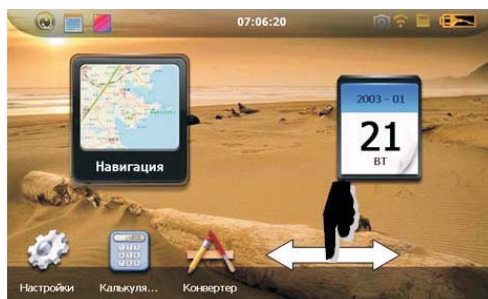 07:06:20
2003 - 01
21
ВТ
Навигация
Настройки
Калькуля...
Конвертер